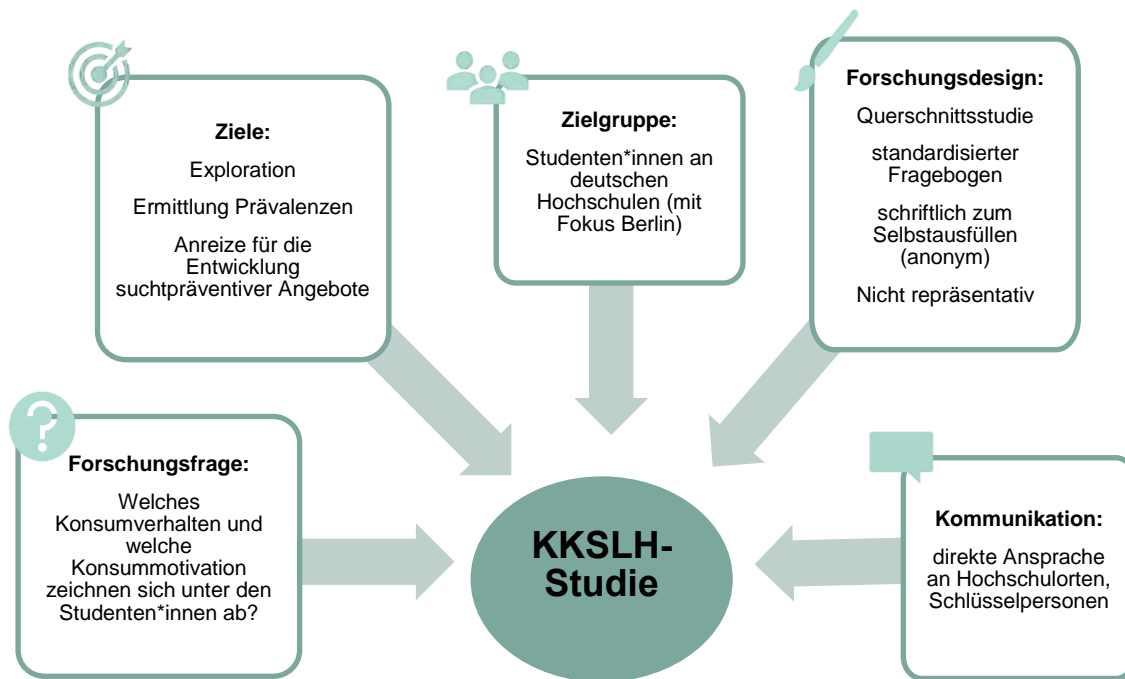 Ziele:
Exploration
Ermittlung Prävalenzen
Anreize für die
Entwicklung
suchtpräventiver Angebote
Zielgruppe:
Studenten*innen an
deutschen
Hochschulen (mit
Fokus Berlin)
Forschungsdesign:
Querschnittsstudie
standardisierter
Fragebogen
schriftlich zum
Selbstausfüllen
(anonym)
Nicht repräsentativ
?
Forschungsfrage:
Welches
Konsumverhalten und
welche
Konsummotivation
zeichnen sich unter den
Studenten*innen ab?
KKSLH-
Studie
Kommunikation:
direkte Ansprache
an Hochschulorten,
Schlüsselpersonen